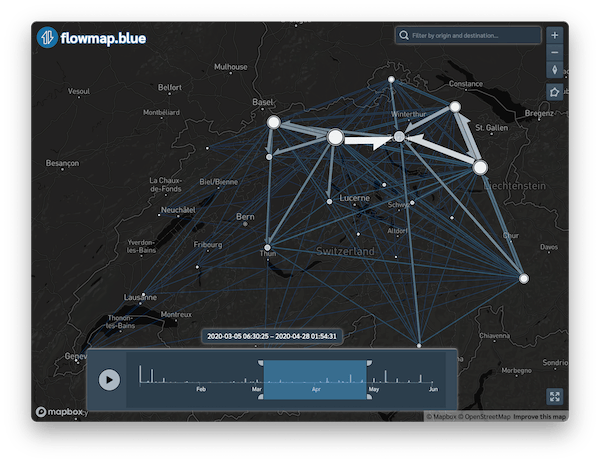 flowmap.blue
Filter by origin and destination...
Mulhouse
Constance
Vesoul
Belfort
Basel
Winterthur
Montbéliard
Bregenz
St. Gallen
Besançon
La Chaux-
de-Fonds
Biel/Bienne
Liechtenstein
Lucerne
Schwyz
Neuchâtel
Bern
Altdorf
Chur
Yverdon-
les-Bains
Fribourg
Thun
Switzerland
Davos
Lausanne
Thonon-
les-Bains
Montreux
2020-03-05 06:30:25 – 2020-04-28 01:54:31
Chiavenna
Geneva
Sondrio
Morbegno
Feb
Mar
Apr
May
Jun
mapbox
© Mapbox © OpenStreetMap Improve this map